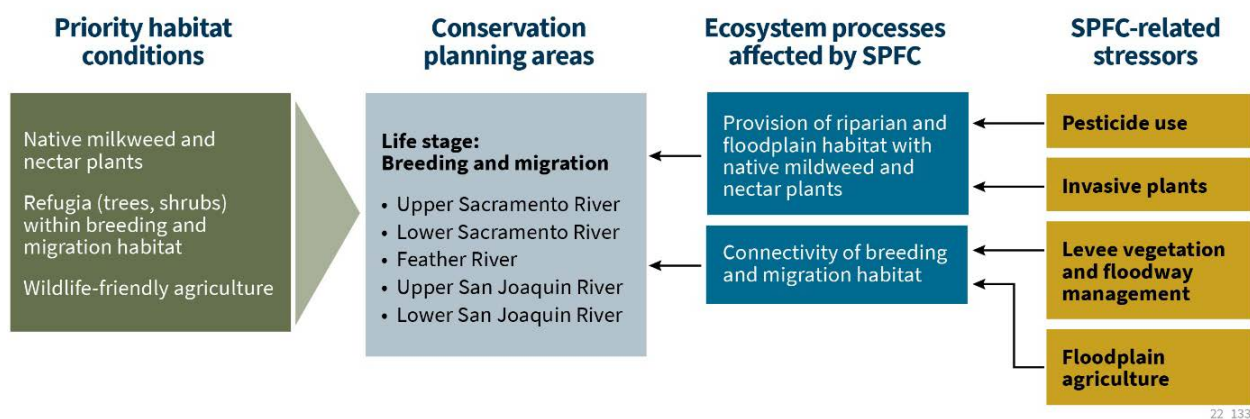 Priority habitat
conditions
Conservation
planning areas
Ecosystem processes
affected by SPFC
SPFC-related
stressors
Native milkweed and
nectar plants
Refugia (trees, shrubs)
within breeding and
migration habitat
Wildlife-friendly agriculture
Life stage:
Breeding and migration
• Upper Sacramento River
• Lower Sacramento River
• Feather River
• Upper San Joaquin River
• Lower San Joaquin River
Provision of riparian and
floodplain habitat with
native mildweed and
nectar plants
Connectivity of breeding
and migration habitat
Pesticide use
Invasive plants
Levee vegetation
and floodway
management
Floodplain
agriculture
22_133